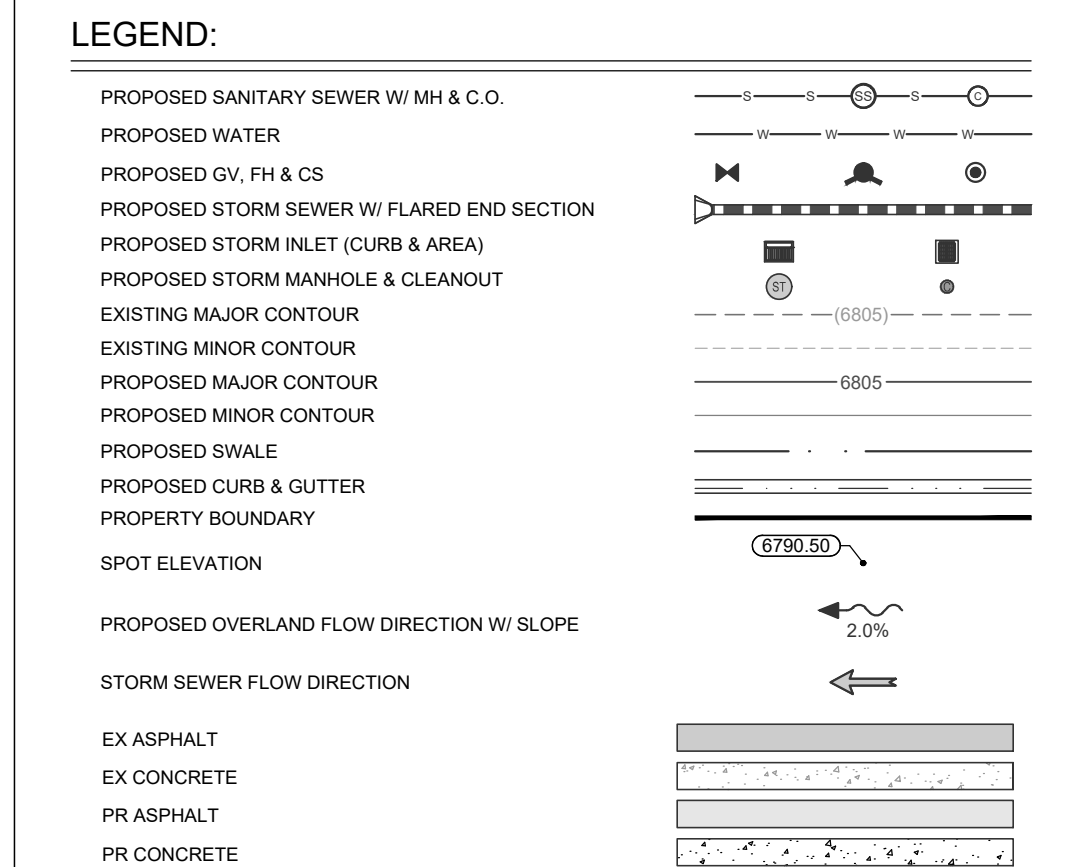 LEGEND:
PROPOSED SANITARY SEWER W/ MH & C.O. S S SS S C
PROPOSED WATER W W W W
PROPOSED GV, FH & CS
PROPOSED STORM SEWER W/ FLARED END SECTION
PROPOSED STORM INLET (CURB & AREA)
PROPOSED STORM MANHOLE & CLEANOUT ST C
EXISTING MAJOR CONTOUR (6805)
EXISTING MINOR CONTOUR
PROPOSED MAJOR CONTOUR 6805
PROPOSED MINOR CONTOUR
PROPOSED SWALE
PROPOSED CURB & GUTTER
PROPERTY BOUNDARY
SPOT ELEVATION 6790.50
PROPOSED OVERLAND FLOW DIRECTION W/ SLOPE 2.0%
STORM SEWER FLOW DIRECTION
EX ASPHALT
EX CONCRETE
PR ASPHALT
PR CONCRETE